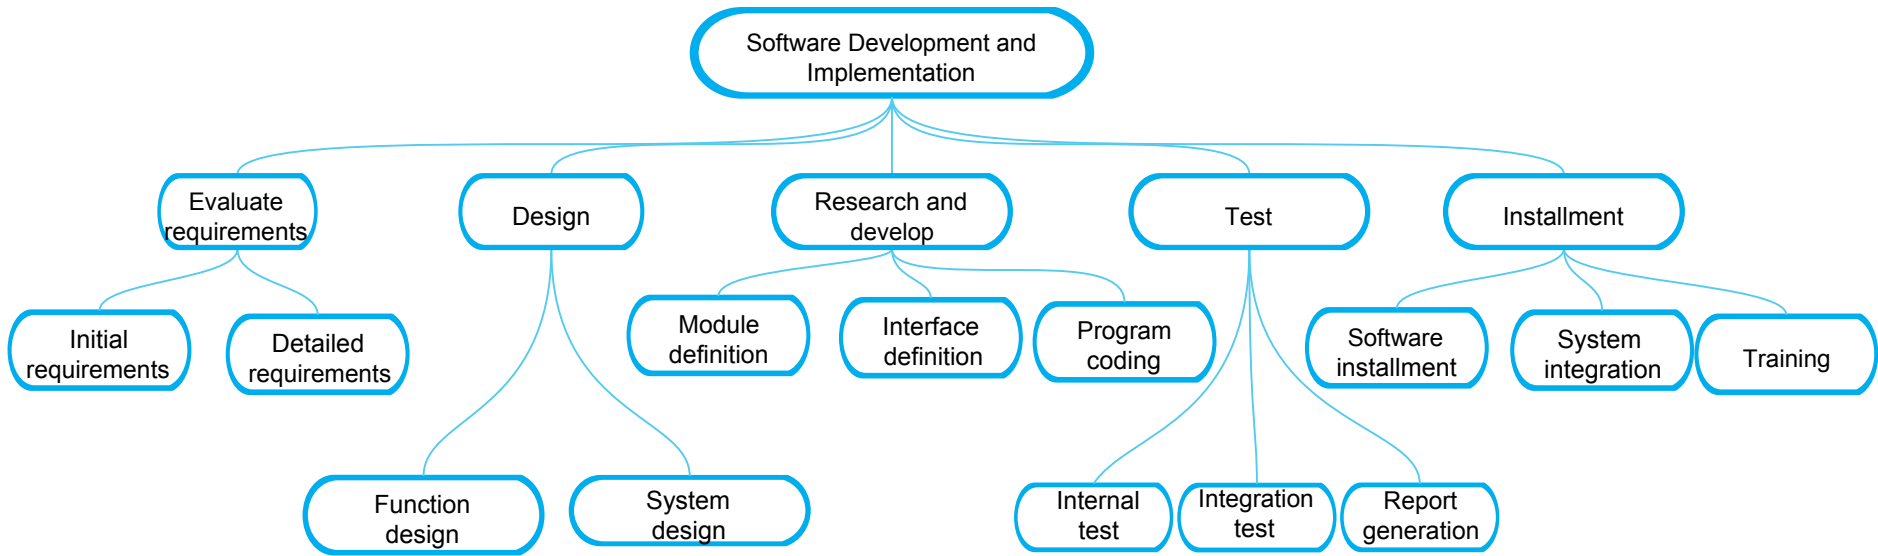 Software Development and
Implementation
Evaluate
requirements
Design
Research and
develop
Test
Installment
Initial
requirements
Detailed
requirements
Module
definition
Interface
definition
Program
coding
Software
installment
System
integration
Training
Function
design
System
design
Internal
test
Integration
test
Report
generation